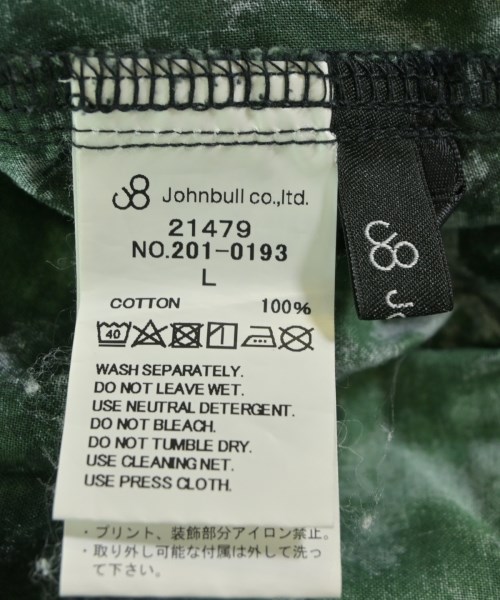 Johnbull co.,ltd.
21479
NO.201-0193
L
COTTON 100%
40
WASH SEPARATELY.
DO NOT LEAVE WET.
USE NEUTRAL DETERGENT.
DO NOT BLEACH.
DO NOT TUMBLE DRY.
USE CLEANING NET.
USE PRESS CLOTH.
・プリント、装飾部分アイロン禁止。
・取り外し可能な付属は外して洗っ
て下さい。
JO